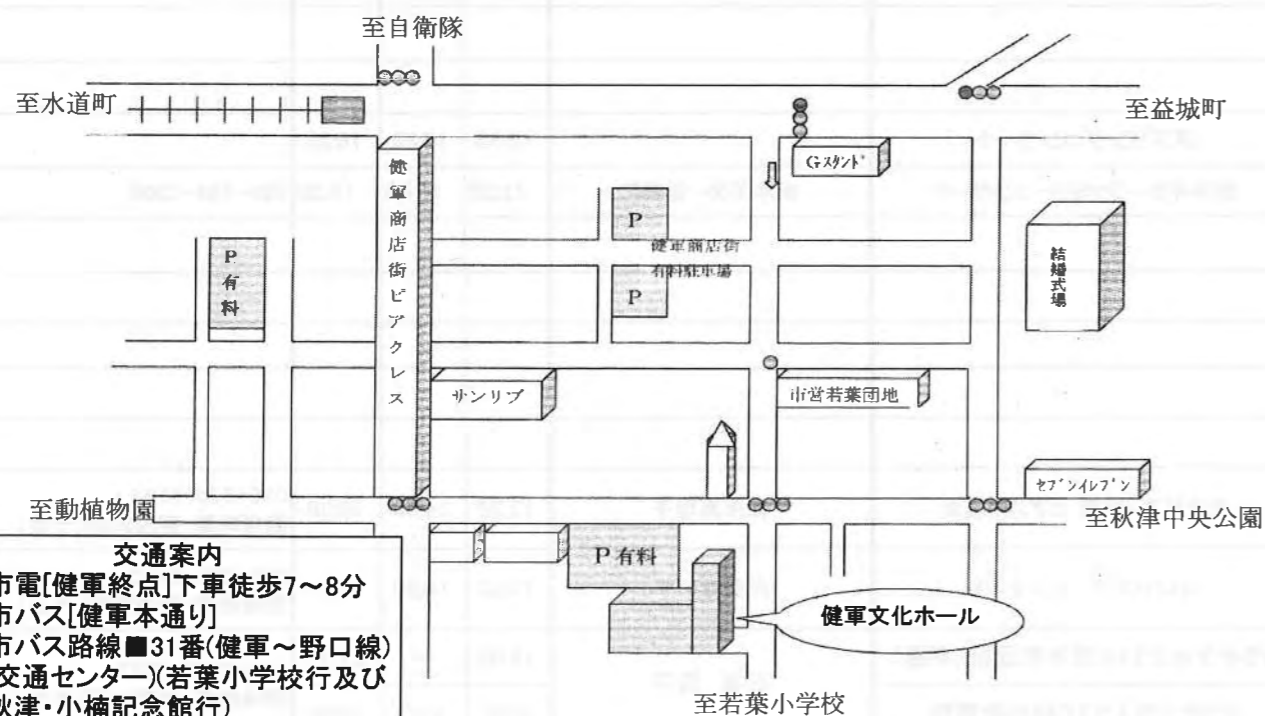 至自衛隊
至水道町
至益城町
Gスタンド
健軍商店街ピアクレス
P
健軍商店街
有料駐車場
P
P
有
料
結婚式場
サンリブ
市営若葉団地
セブンイレブン
至動植物園
至秋津中央公園
P 有料
健軍文化ホール
至若葉小学校
交通案内
市電[健軍終点]下車徒歩7～8分
市バス[健軍本通り]
市バス路線■31番(健軍～野口線)
交通センター)(若葉小学校行及び
秋津・小楠記念館行)